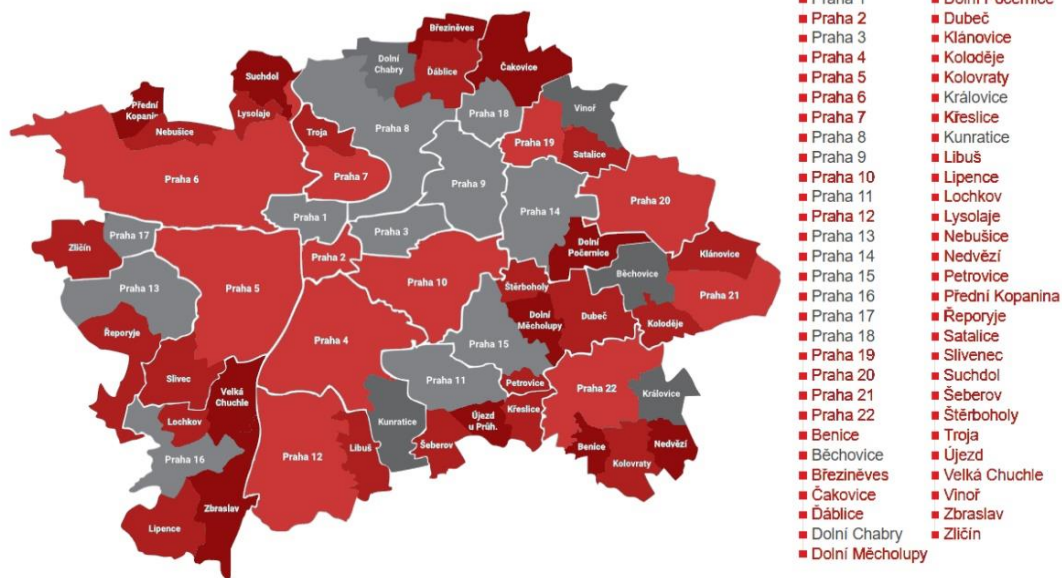 Březiněves
Dolní
Chabry
Ďáblice
Čakovice
Suchdol
Přední
Kopanina
Lysolaje
Nebušice
Troja
Praha 8
Praha 18
Vinoř
Praha 19
Satalice
Praha 6
Praha 7
Praha 9
Praha 20
Praha 1
Praha 14
Praha 3
Praha 17
Zličín
Praha 2
Dolní
Počernice
Klánovice
Běchovice
Praha 13
Praha 5
Praha 10
Štěrboholy
Praha 21
Dolní
Měcholupy
Dubeč
Koloděje
Řeporyje
Praha 4
Praha 15
Slivec
Velká
Chuchle
Praha 11
Petrovice
Praha 22
Královice
Lochkov
Kunratice
Křeslice
Újezd
u Průh.
Šeberov
Libuš
Praha 12
Praha 16
Benice
Nedvězí
Kolovraty
Zbraslav
Lipence
Praha 1
Praha 2
Praha 3
Praha 4
Praha 5
Praha 6
Praha 7
Praha 8
Praha 9
Praha 10
Praha 11
Praha 12
Praha 13
Praha 14
Praha 15
Praha 16
Praha 17
Praha 18
Praha 19
Praha 20
Praha 21
Praha 22
Benice
Běchovice
Březiněves
Čakovice
Ďáblice
Dolní Chabry
Dolní Měcholupy
Dolní Počernice
Dubeč
Klánovice
Koloděje
Kolovraty
Královice
Křeslice
Kunratice
Libuš
Lipence
Lochkov
Lysolaje
Nebušice
Nedvězí
Petrovice
Přední Kopanina
Řeporyje
Satalice
Slivenec
Suchdol
Šeberov
Štěrboholy
Troja
Újezd
Velká Chuchle
Vinoř
Zbraslav
Zličín